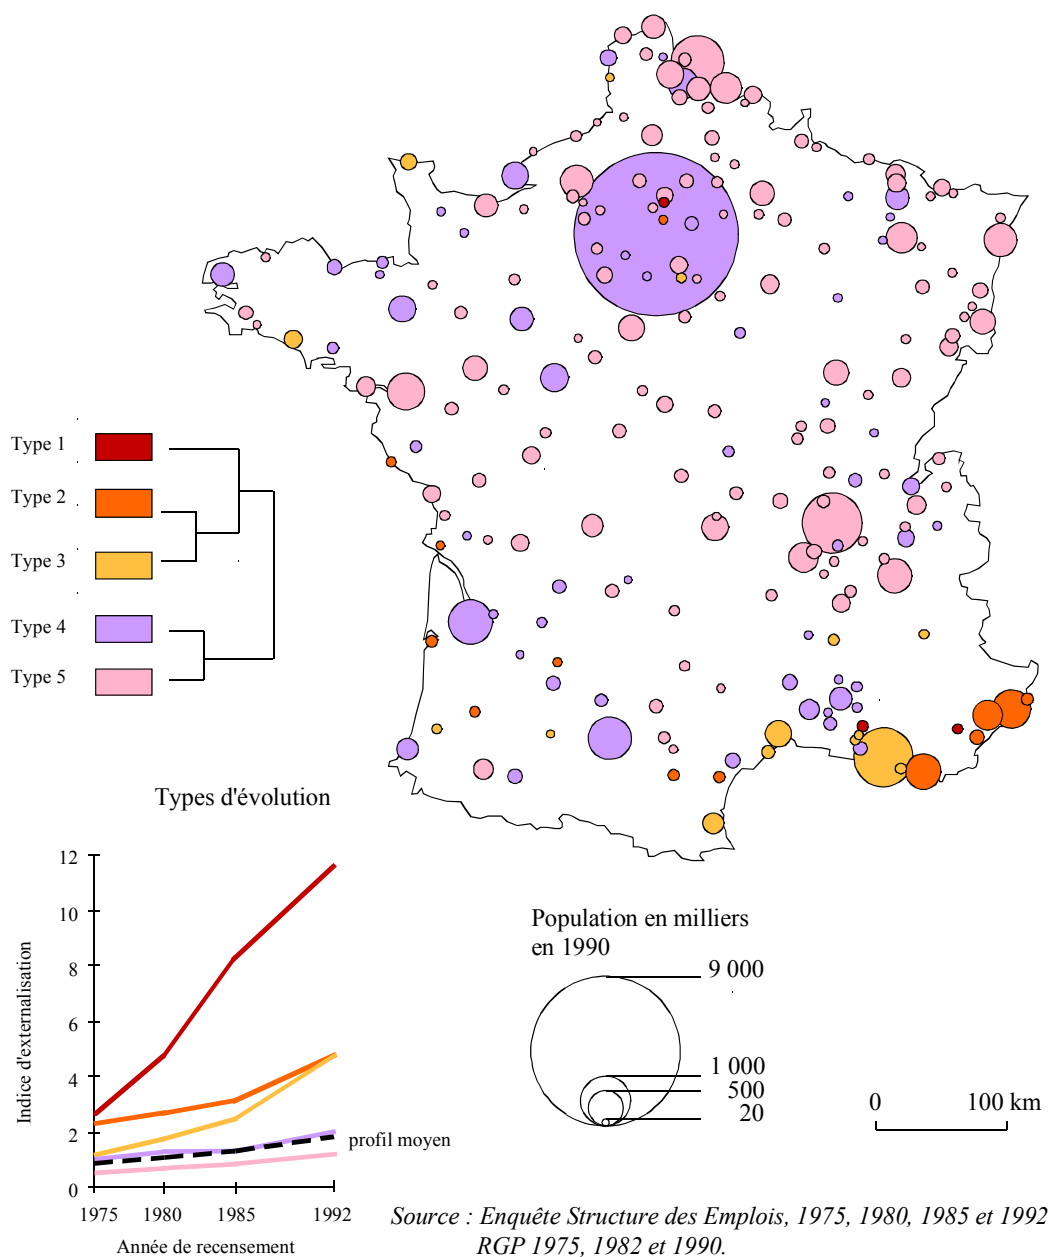 Type 1
Type 2
Type 3
Type 4
Type 5
Types d'évolution
12
10
8
6
4
2
0
Indice d'externalisation
profil moyen
1975
1980
1985
1992
Année de recensement
Population en milliers
en 1990
9 000
1 000
500
20
0
100 km
Source : Enquête Structure des Emplois, 1975, 1980, 1985 et 1992
RGP 1975, 1982 et 1990.